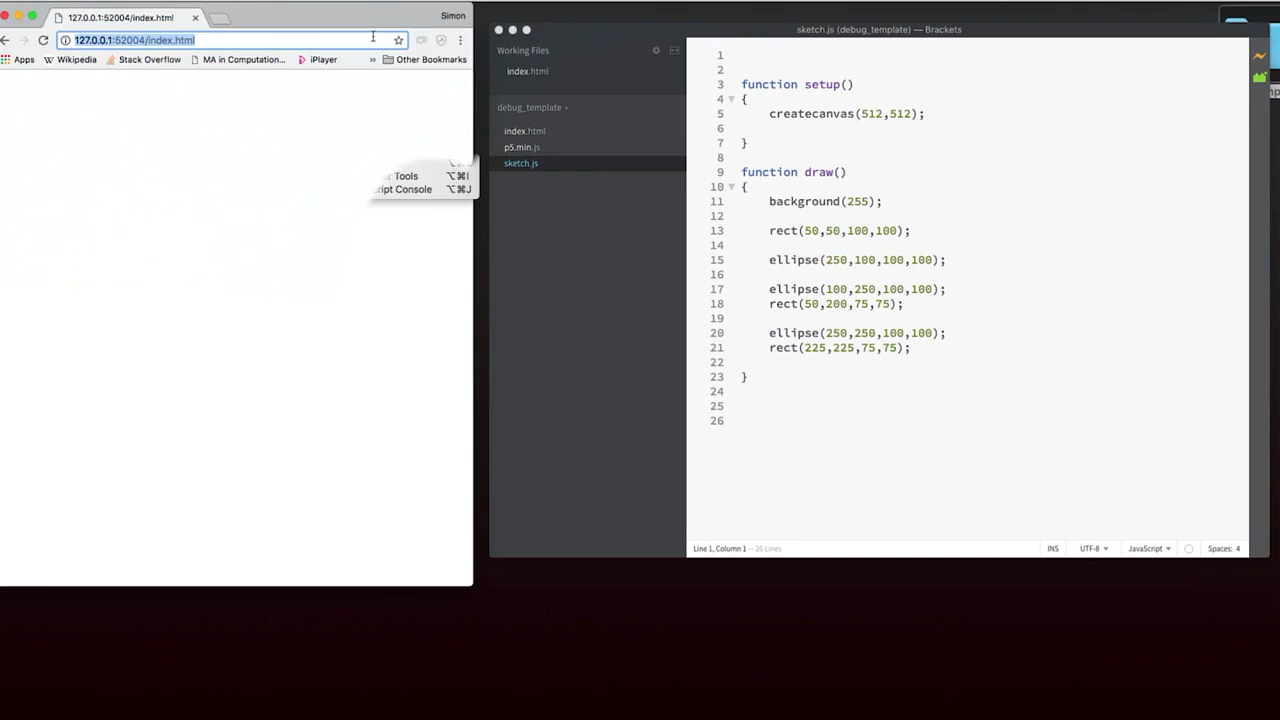 127.0.0.1:52004/index.html
Simon
127.0.0.1:52004/index.html
Apps
Wikipedia
Stack Overflow
MA in Computation...
iPlayer
»
Other Bookmarks
Tools ⌥⌘I
ript Console ⌥⌘J
sketch.js (debug_template) — Brackets
Working Files
index.html
debug_template
index.html
p5.min.js
sketch.js
1
2
3 function setup()
4 {
5 createcanvas(512,512);
6
7 }
8
9 function draw()
10 {
11 background(255);
12
13 rect(50,50,100,100);
14
15 ellipse(250,100,100,100);
16
17 ellipse(100,250,100,100);
18 rect(50,200,75,75);
19
20 ellipse(250,250,100,100);
21 rect(225,225,75,75);
22
23 }
24
25
26
Line 1, Column 1 — 26 Lines
INS
UTF-8
JavaScript
Spaces: 4